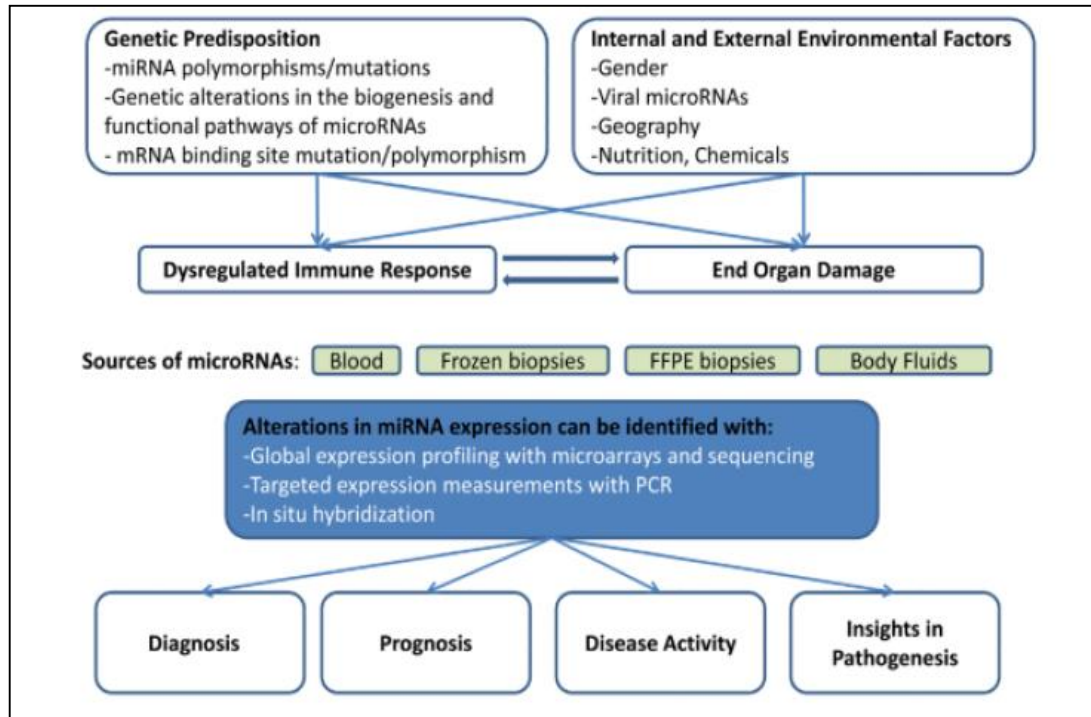 Genetic Predisposition
-miRNA polymorphisms/mutations
-Genetic alterations in the biogenesis and
functional pathways of microRNAs
- mRNA binding site mutation/polymorphism
Internal and External Environmental Factors
-Gender
-Viral microRNAs
-Geography
-Nutrition, Chemicals
Dysregulated Immune Response
End Organ Damage
Sources of microRNAs: Blood Frozen biopsies FFPE biopsies Body Fluids
Alterations in miRNA expression can be identified with:
-Global expression profiling with microarrays and sequencing
-Targeted expression measurements with PCR
-In situ hybridization
Diagnosis
Prognosis
Disease Activity
Insights in
Pathogenesis